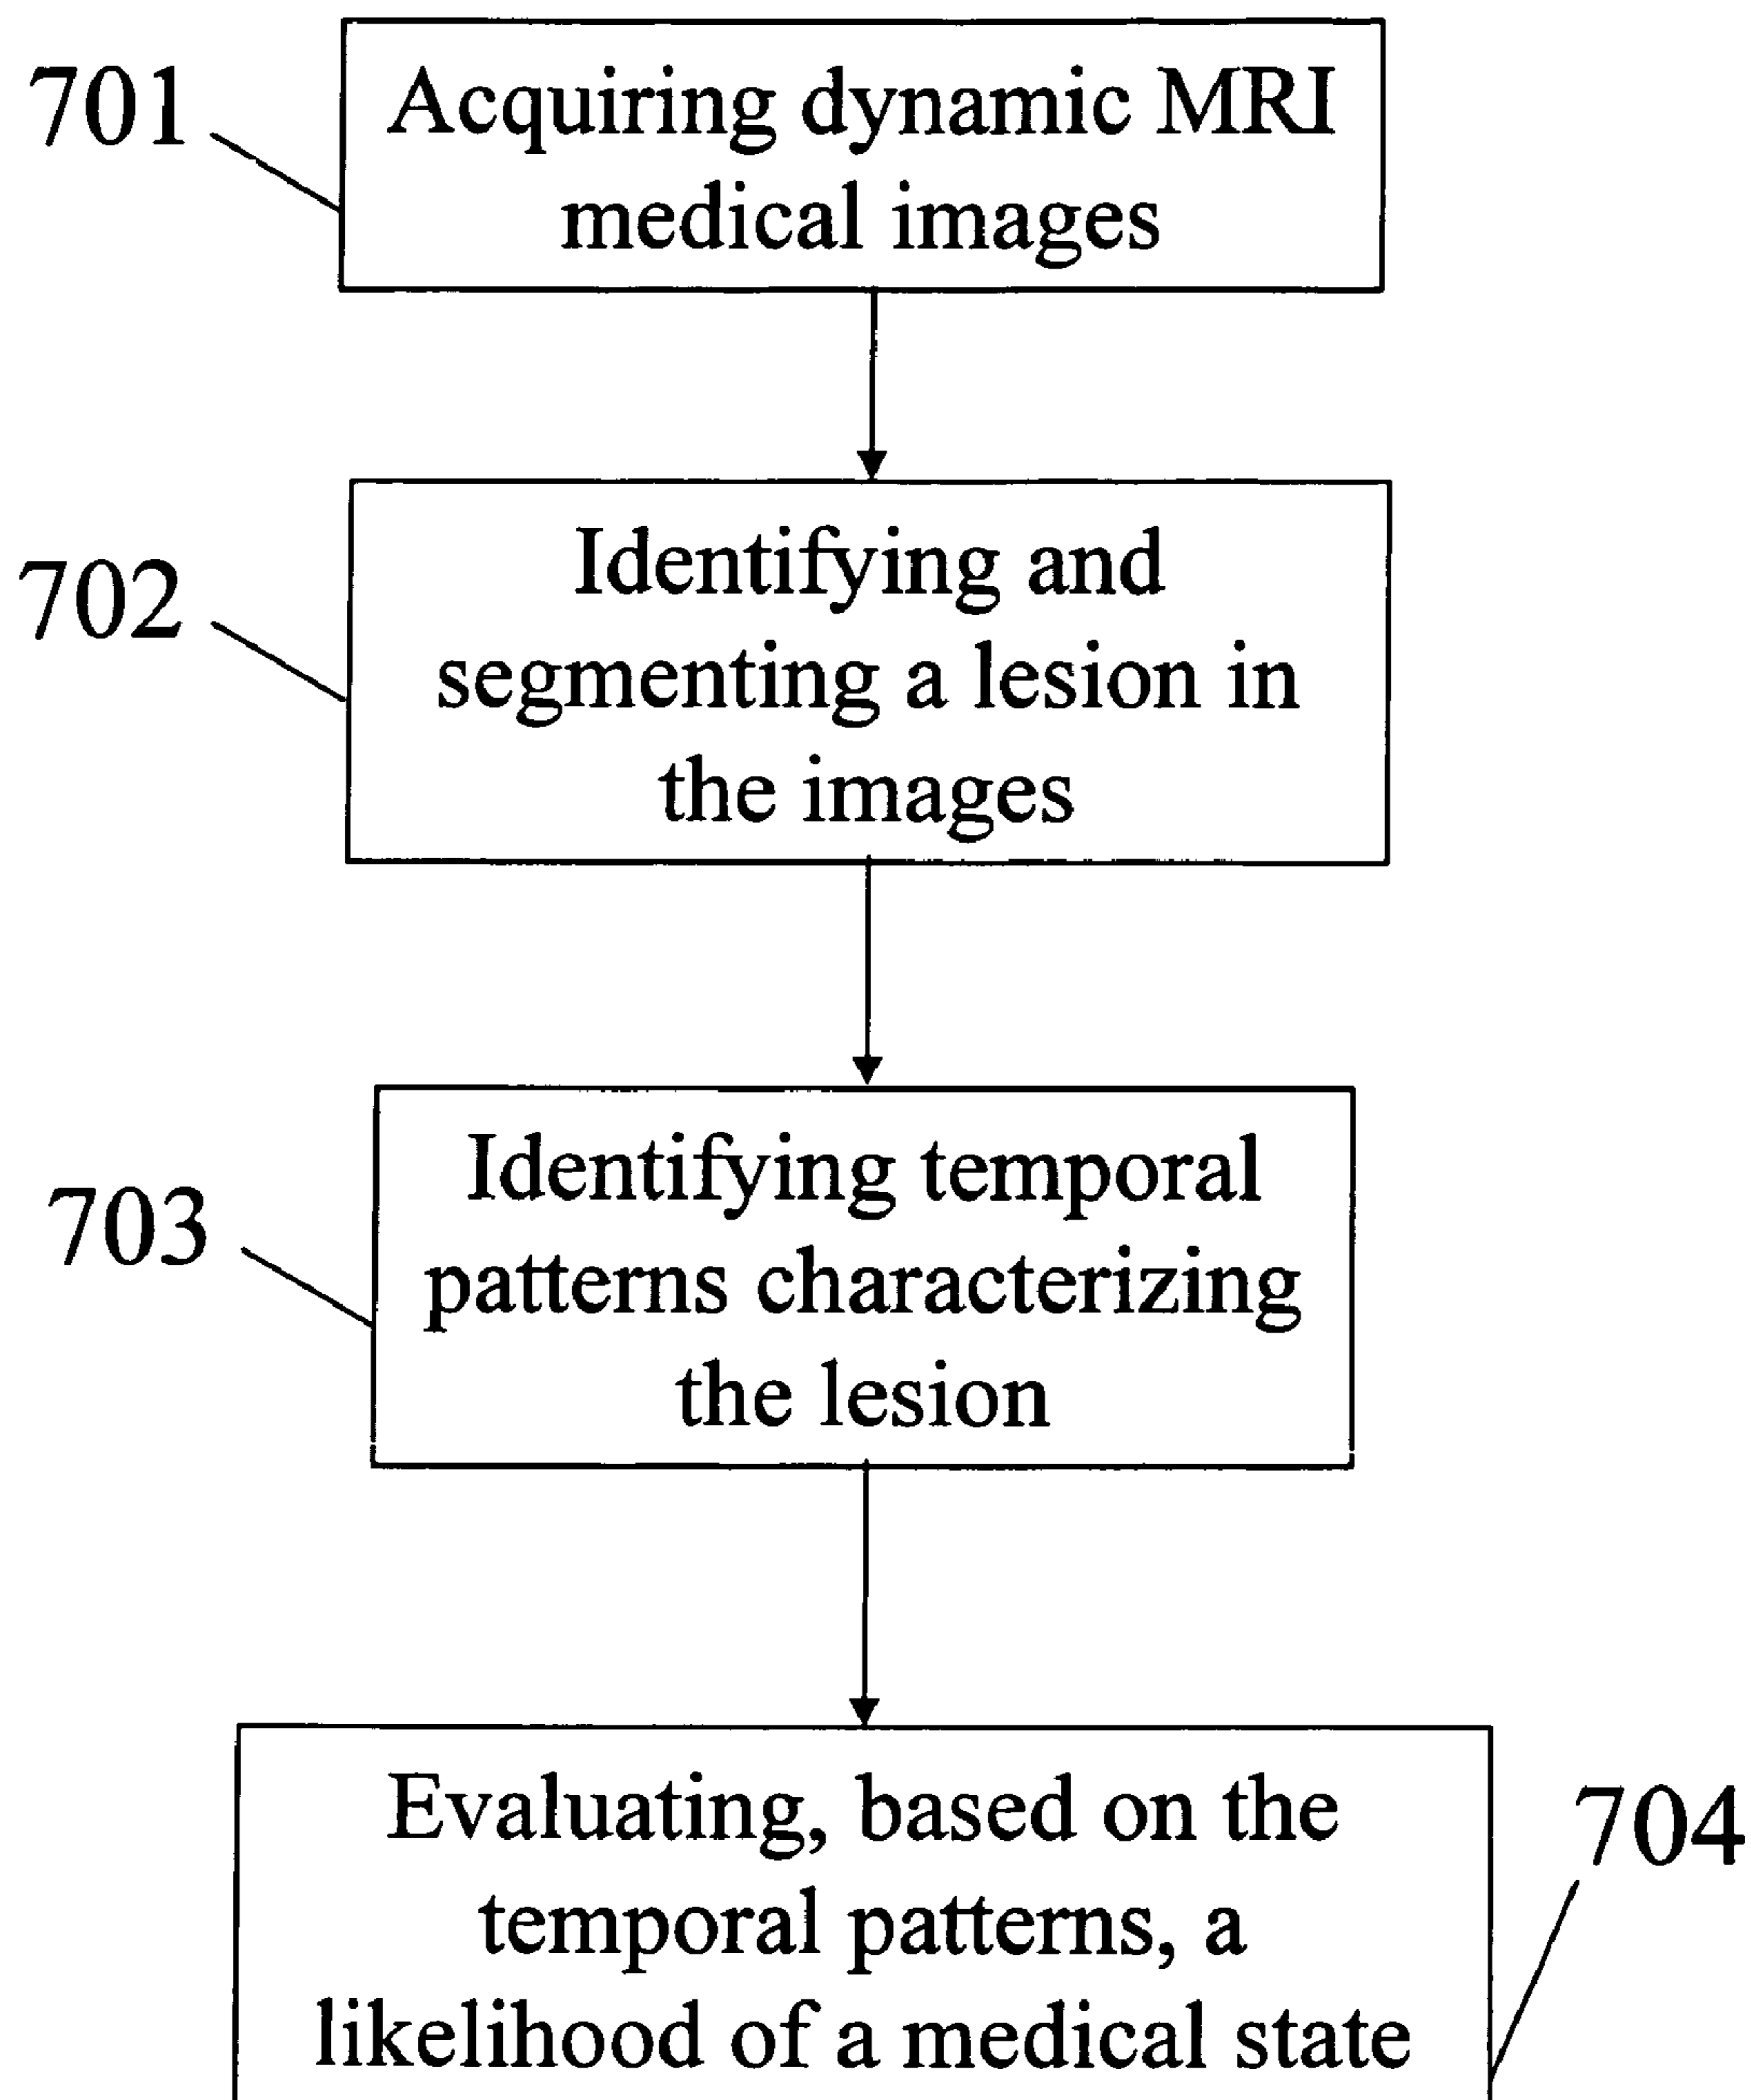 701
Acquiring dynamic MRI
medical images
702
Identifying and
segmenting a lesion in
the images
703
Identifying temporal
patterns characterizing
the lesion
704
Evaluating, based on the
temporal patterns, a
likelihood of a medical state